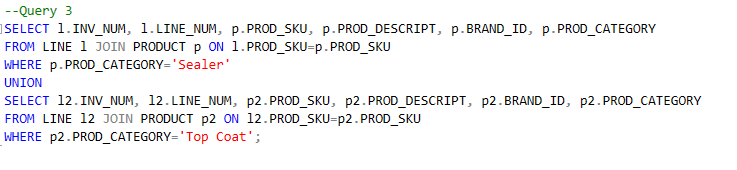 --Query 3
SELECT l.INV_NUM, l.LINE_NUM, p.PROD_SKU, p.PROD_DESCRIPT, p.BRAND_ID, p.PROD_CATEGORY
FROM LINE l JOIN PRODUCT p ON l.PROD_SKU=p.PROD_SKU
WHERE p.PROD_CATEGORY='Sealer'
UNION
SELECT l2.INV_NUM, l2.LINE_NUM, p2.PROD_SKU, p2.PROD_DESCRIPT, p2.BRAND_ID, p2.PROD_CATEGORY
FROM LINE l2 JOIN PRODUCT p2 ON l2.PROD_SKU=p2.PROD_SKU
WHERE p2.PROD_CATEGORY='Top Coat';